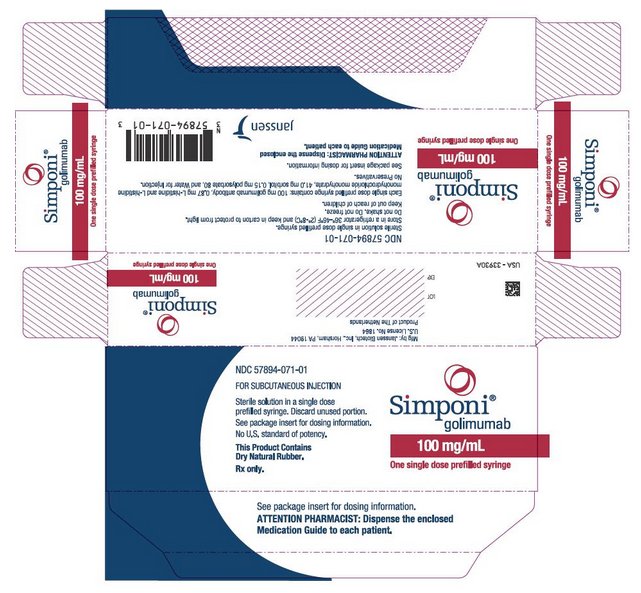 Simponi®
golimumab
100 mg/mL
One single dose prefilled syringe
3 N 57894-071-01 3
janssen
NDC 57894-071-01
Sterile solution in single dose prefilled syringe.
Store in a refrigerator 36º-46ºF (2º-8ºC) and keep in carton to protect from light.
Do not shake. Do not freeze.
Keep out of reach of children.
Each single dose prefilled syringe contains: 100 mg golimumab antibody, 0.87 mg L-histidine and L-histidine
monohydrochloride monohydrate, 41.0 mg sorbitol, 0.15 mg polysorbate 80, and Water for Injection.
No Preservatives.
See package insert for dosing information.
ATTENTION PHARMACIST: Dispense the enclosed
Medication Guide to each patient.
Simponi®
golimumab
100 mg/mL
One single dose prefilled syringe
Simponi®
golimumab
100 mg/mL
One single dose prefilled syringe
Simponi®
golimumab
100 mg/mL
One single dose prefilled syringe
LOT
EXP
USA - 33930A
Mfg by: Janssen Biotech, Inc., Horsham, PA 19044
U.S. License No. 1864
Product of The Netherlands
NDC 57894-071-01
FOR SUBCUTANEOUS INJECTION
Sterile solution in a single dose
prefilled syringe. Discard unused portion.
See package insert for dosing information.
No U.S. standard of potency.
This Product Contains
Dry Natural Rubber.
Rx only.
Simponi®
golimumab
100 mg/mL
One single dose prefilled syringe
See package insert for dosing information.
ATTENTION PHARMACIST: Dispense the enclosed
Medication Guide to each patient.